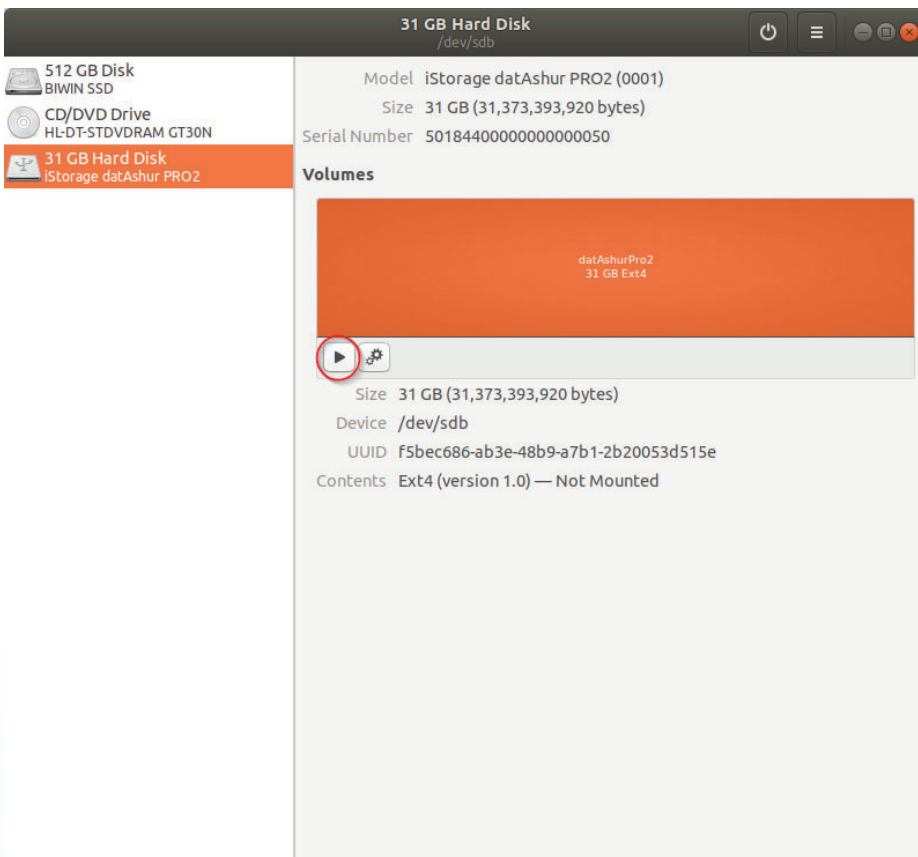 31 GB Hard Disk
/dev/sdb
512 GB Disk
BIWIN SSD
CD/DVD Drive
HL-DT-STDVDRAM GT30N
31 GB Hard Disk
iStorage datAshur PRO2
Model iStorage datAshur PRO2 (0001)
Size 31 GB (31,373,393,920 bytes)
Serial Number 50184400000000000050
Volumes
datAshurPro2
31 GB Ext4
Size 31 GB (31,373,393,920 bytes)
Device /dev/sdb
UUID f5bec686-ab3e-48b9-a7b1-2b20053d515e
Contents Ext4 (version 1.0) — Not Mounted